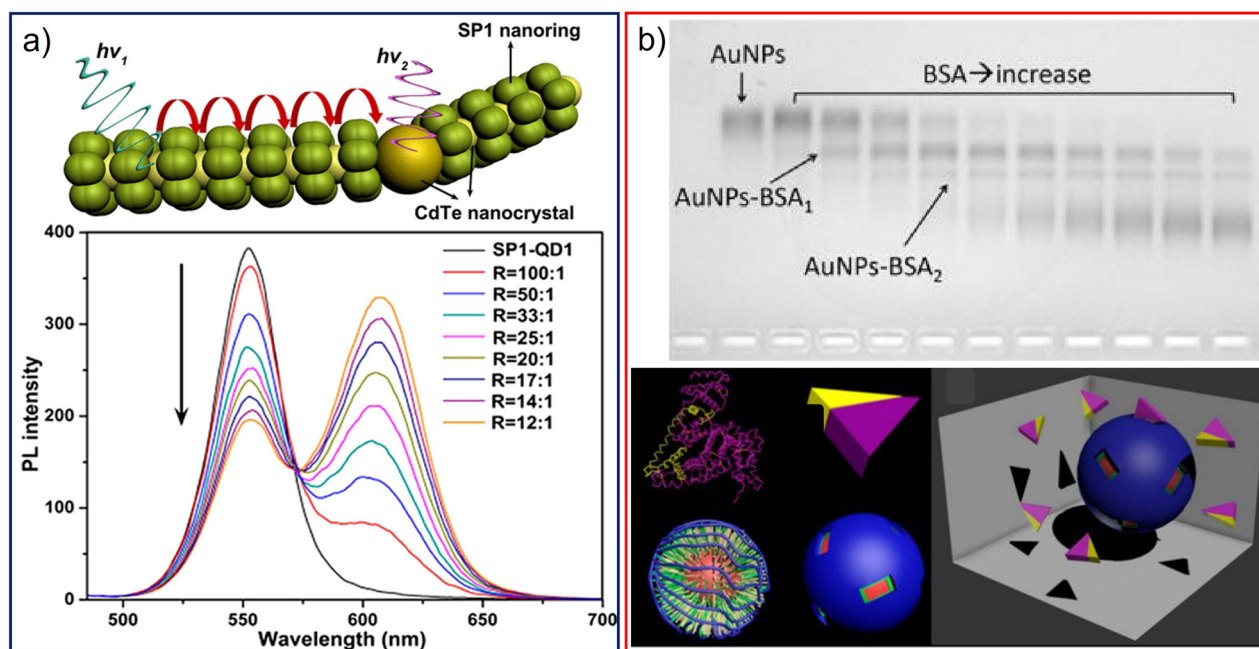 a)
SP1 nanoring
hv₁
hv₂
CdTe nanocrystal
400
300
200
100
0
PL intensity
500
550
600
650
700
Wavelength (nm)
SP1-QD1
R=100:1
R=50:1
R=33:1
R=25:1
R=20:1
R=17:1
R=14:1
R=12:1
b)
AuNPs
BSA→increase
AuNPs-BSA₁
AuNPs-BSA₂